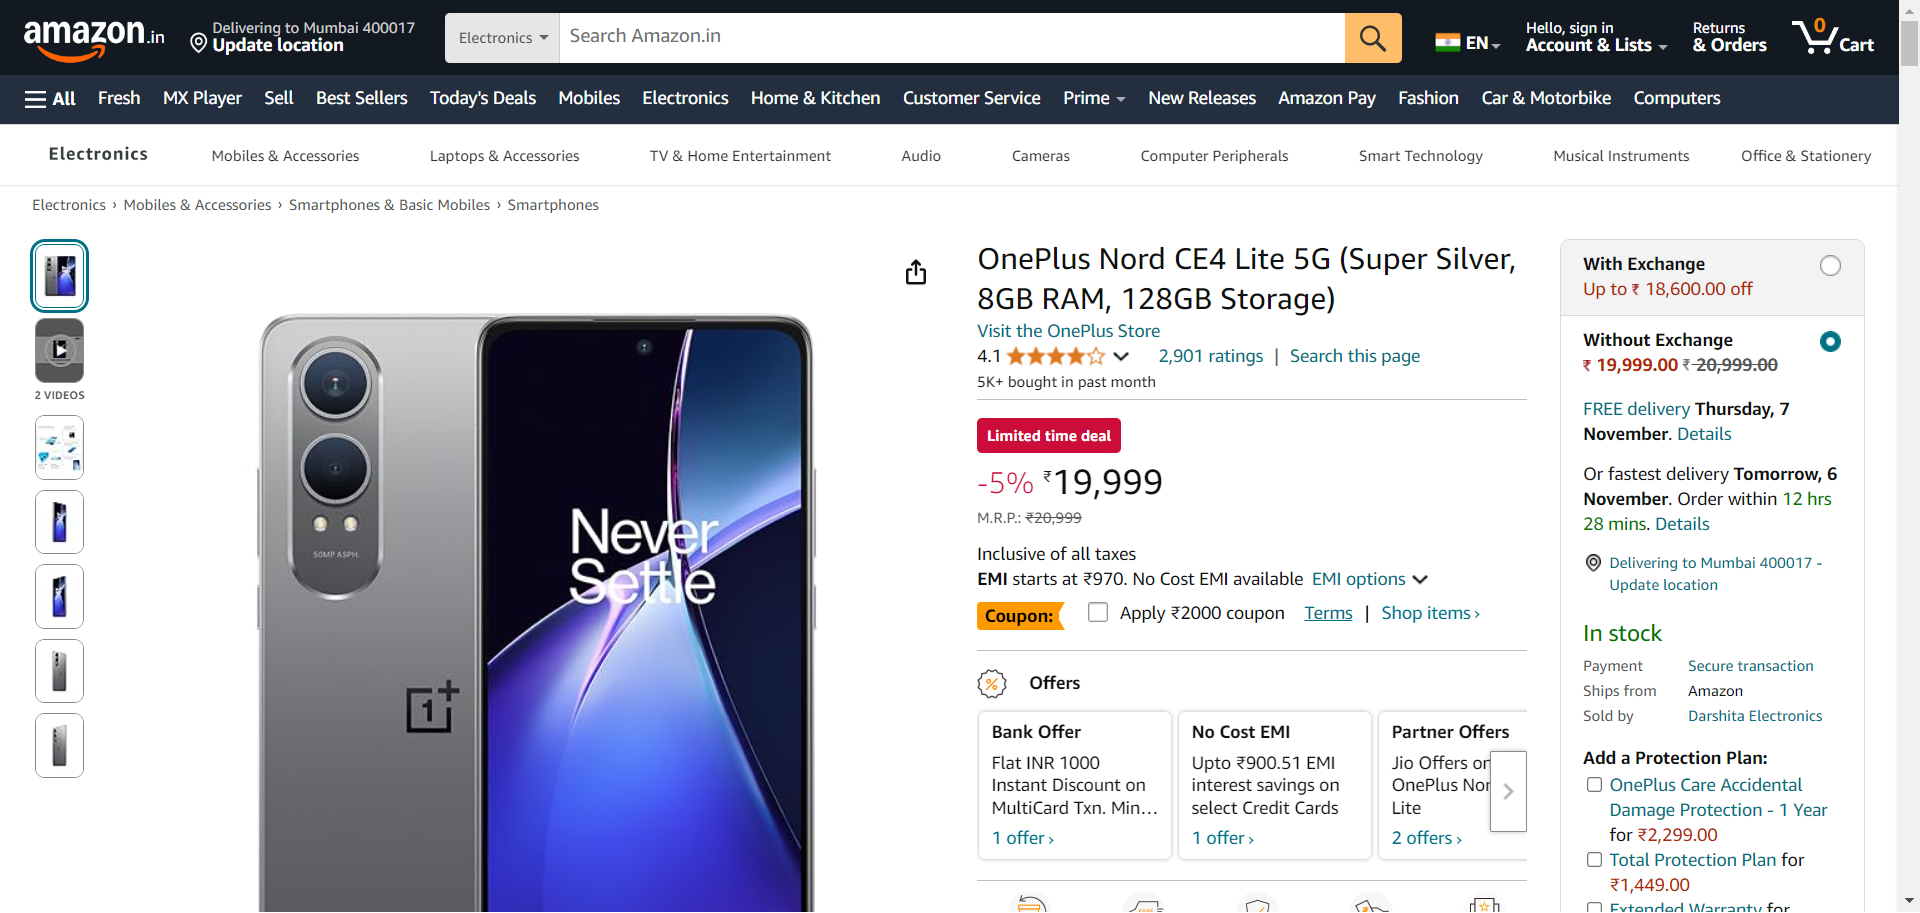 amazon.in
Delivering to Mumbai 400017
Update location
Electronics
Search Amazon.in
EN
Hello, sign in
Account & Lists
Returns
& Orders
0
Cart
All
Fresh
MX Player
Sell
Best Sellers
Today's Deals
Mobiles
Electronics
Home & Kitchen
Customer Service
Prime
New Releases
Amazon Pay
Fashion
Car & Motorbike
Computers
Electronics
Mobiles & Accessories
Laptops & Accessories
TV & Home Entertainment
Audio
Cameras
Computer Peripherals
Smart Technology
Musical Instruments
Office & Stationery
Electronics › Mobiles & Accessories › Smartphones & Basic Mobiles › Smartphones
2 VIDEOS
50MP ASPH.
1+
Never
Settle
OnePlus Nord CE4 Lite 5G (Super Silver,
8GB RAM, 128GB Storage)
Visit the OnePlus Store
4.1
2,901 ratings | Search this page
5K+ bought in past month
Limited time deal
-5% ₹19,999
M.R.P.: ₹20,999
Inclusive of all taxes
EMI starts at ₹970. No Cost EMI available EMI options
Coupon: Apply ₹2000 coupon Terms | Shop items ›
% Offers
Bank Offer
Flat INR 1000
Instant Discount on
MultiCard Txn. Min…
1 offer ›
No Cost EMI
Upto ₹900.51 EMI
interest savings on
select Credit Cards
1 offer ›
Partner Offers
Jio Offers on
OnePlus Nor
Lite
2 offers ›
With Exchange
Up to ₹ 18,600.00 off
Without Exchange
₹ 19,999.00 ₹ 20,999.00
FREE delivery Thursday, 7
November. Details
Or fastest delivery Tomorrow, 6
November. Order within 12 hrs
28 mins. Details
Delivering to Mumbai 400017 -
Update location
In stock
Payment Secure transaction
Ships from Amazon
Sold by Darshita Electronics
Add a Protection Plan:
OnePlus Care Accidental
Damage Protection - 1 Year
for ₹2,299.00
Total Protection Plan for
₹1,449.00
Extended Warranty for